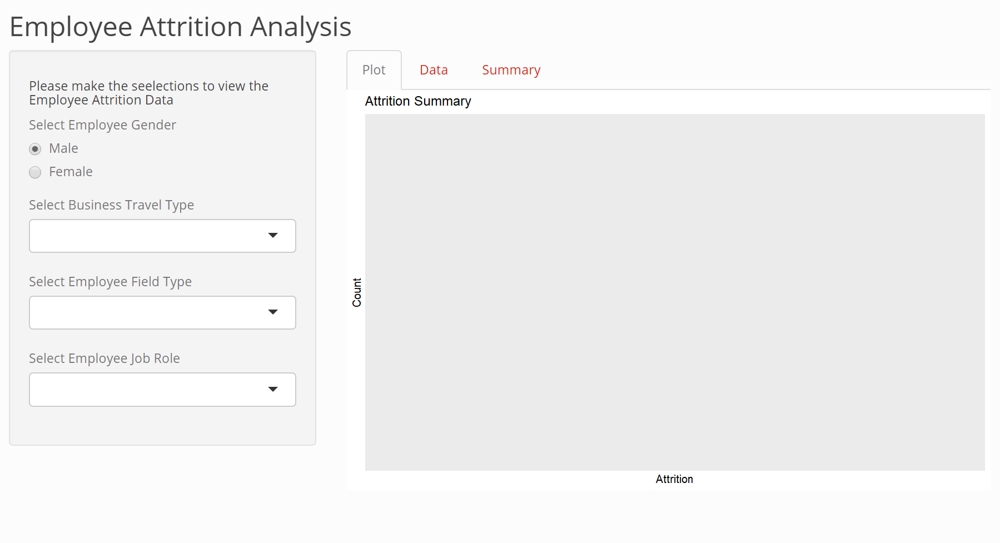 Employee Attrition Analysis
Please make the seelections to view the
Employee Attrition Data
Select Employee Gender
Male
Female
Select Business Travel Type
Select Employee Field Type
Select Employee Job Role
Plot
Data
Summary
Attrition Summary
Count
Attrition